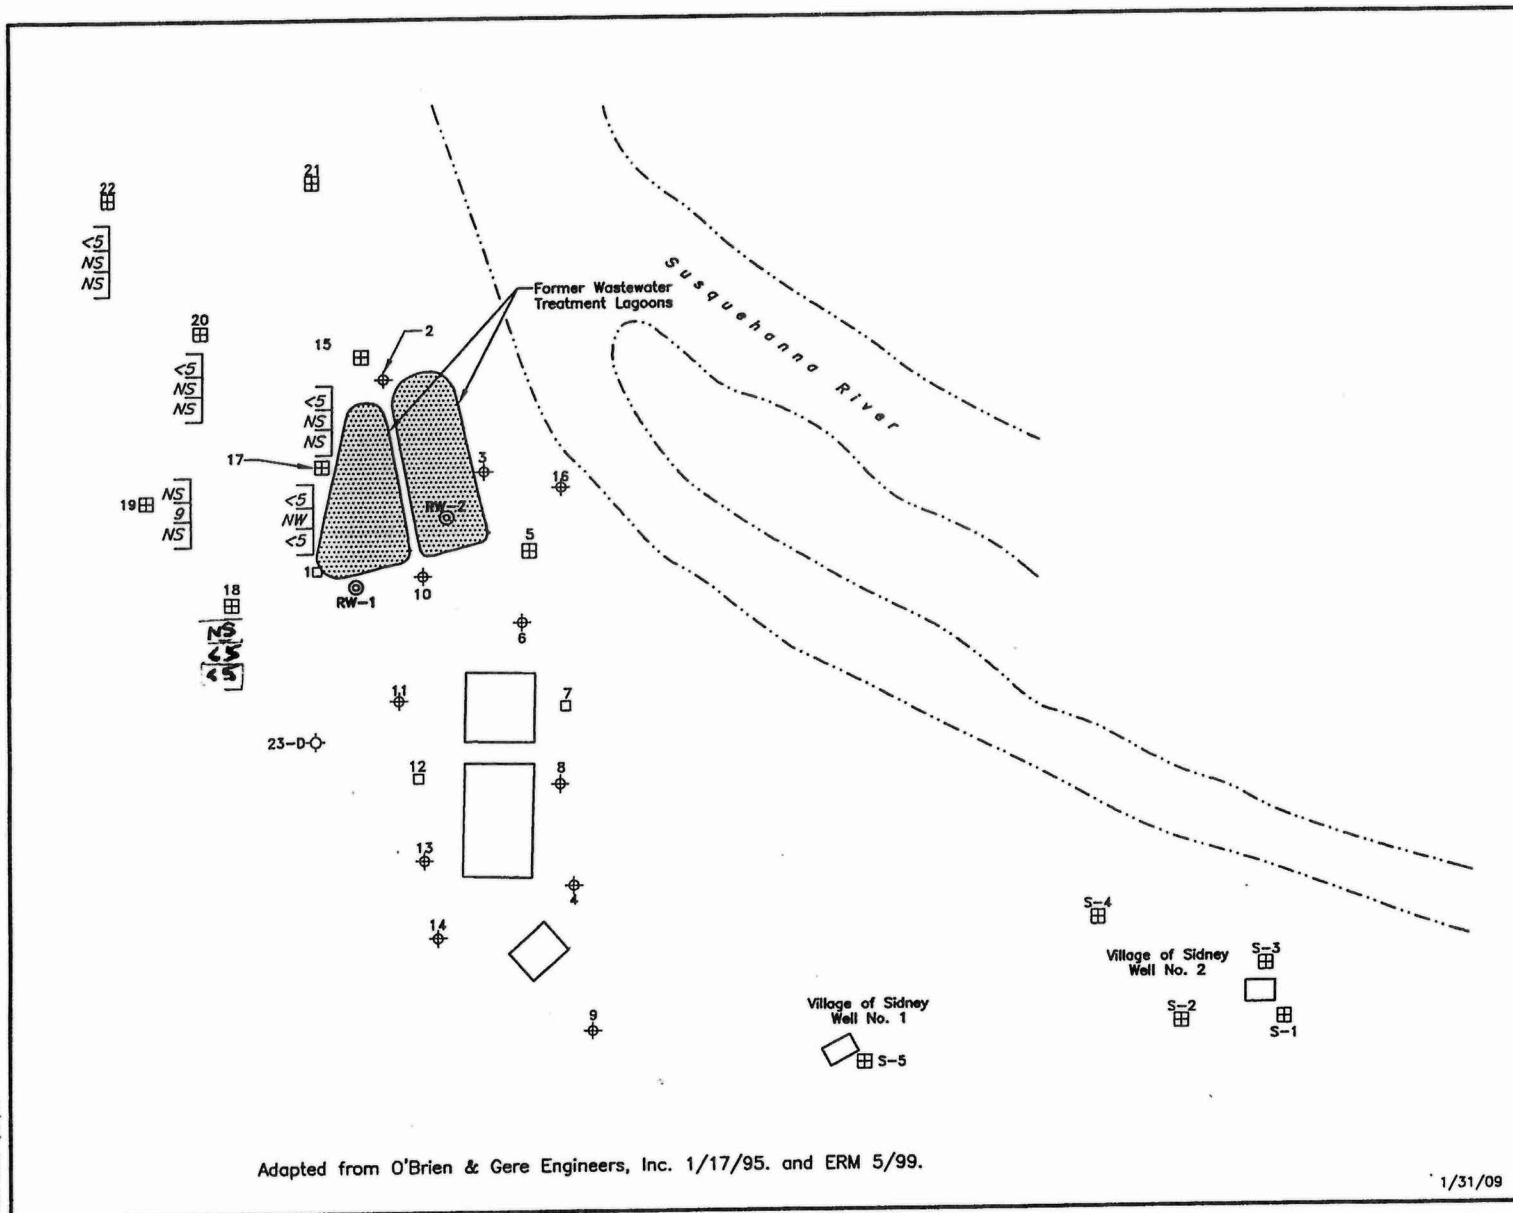 21
22
<5
NS
NS
Former Wastewater
Treatment Lagoons
Susquehanna River
20
<5
NS
NS
15
2
<5
NS
NS
17
3
16
19
NS
9
NS
<5
NW
<5
RW-2
5
1
RW-1
10
18
NS
<5
<5
6
11
7
23-D
12
8
13
4
14
S-4
Village of Sidney
Well No. 2
S-3
S-2
S-1
Village of Sidney
Well No. 1
S-5
9
Adapted from O'Brien & Gere Engineers, Inc. 1/17/95. and ERM 5/99.
1/31/09